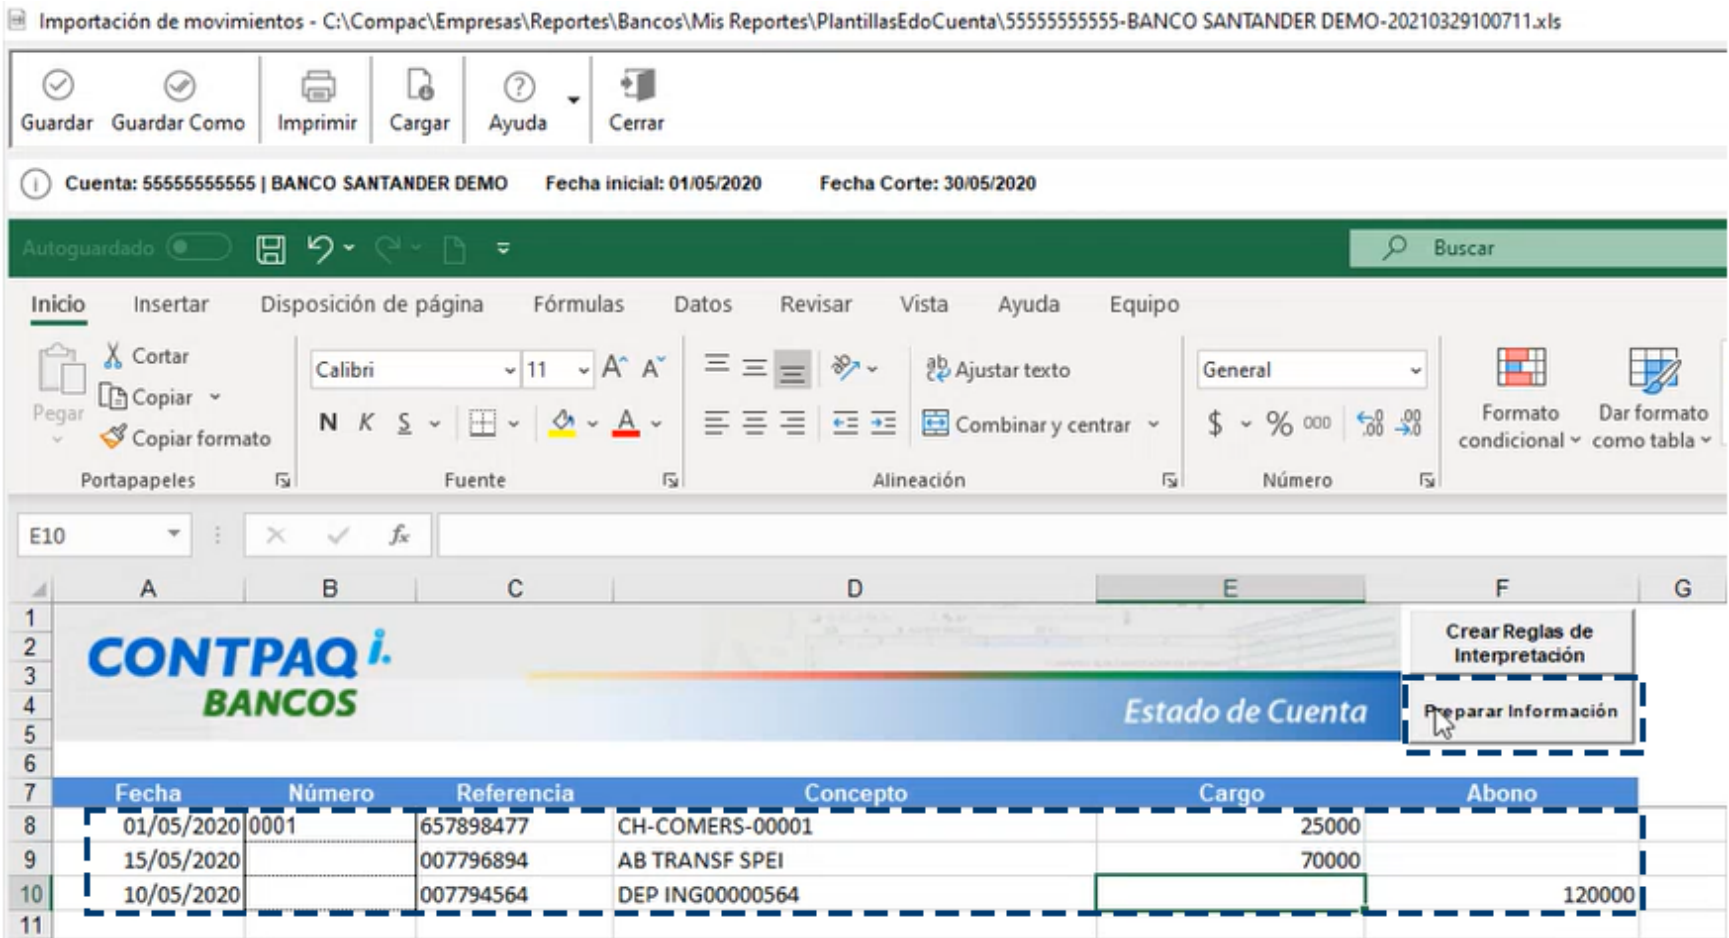 Importación de movimientos - C:\Compac\Empresas\Reportes\Bancos\Mis Reportes\PlantillasEdoCuenta\55555555555-BANCO SANTANDER DEMO-20210329100711.xls
Guardar Guardar Como Imprimir Cargar Ayuda Cerrar
Cuenta: 55555555555 | BANCO SANTANDER DEMO Fecha inicial: 01/05/2020 Fecha Corte: 30/05/2020
Autoguardado Buscar
Inicio Insertar Disposición de página Fórmulas Datos Revisar Vista Ayuda Equipo
Pegar
Cortar
Copiar
Copiar formato
Portapapeles
Calibri 11 A A
N K S A
Fuente
ab Ajustar texto
Combinar y centrar
Alineación
General
$ % 000
Número
Formato condicional
Dar formato como tabla
E10 fx
A B C D E F G
1
2
3
4
5
6
CONTPAQ i.
BANCOS
Estado de Cuenta
Crear Reglas de
Interpretación
Preparar Información
7 Fecha Número Referencia Concepto Cargo Abono
8 01/05/2020 0001 657898477 CH-COMERS-00001 25000
9 15/05/2020 007796894 AB TRANSF SPEI 70000
10 10/05/2020 007794564 DEP ING00000564 120000
11